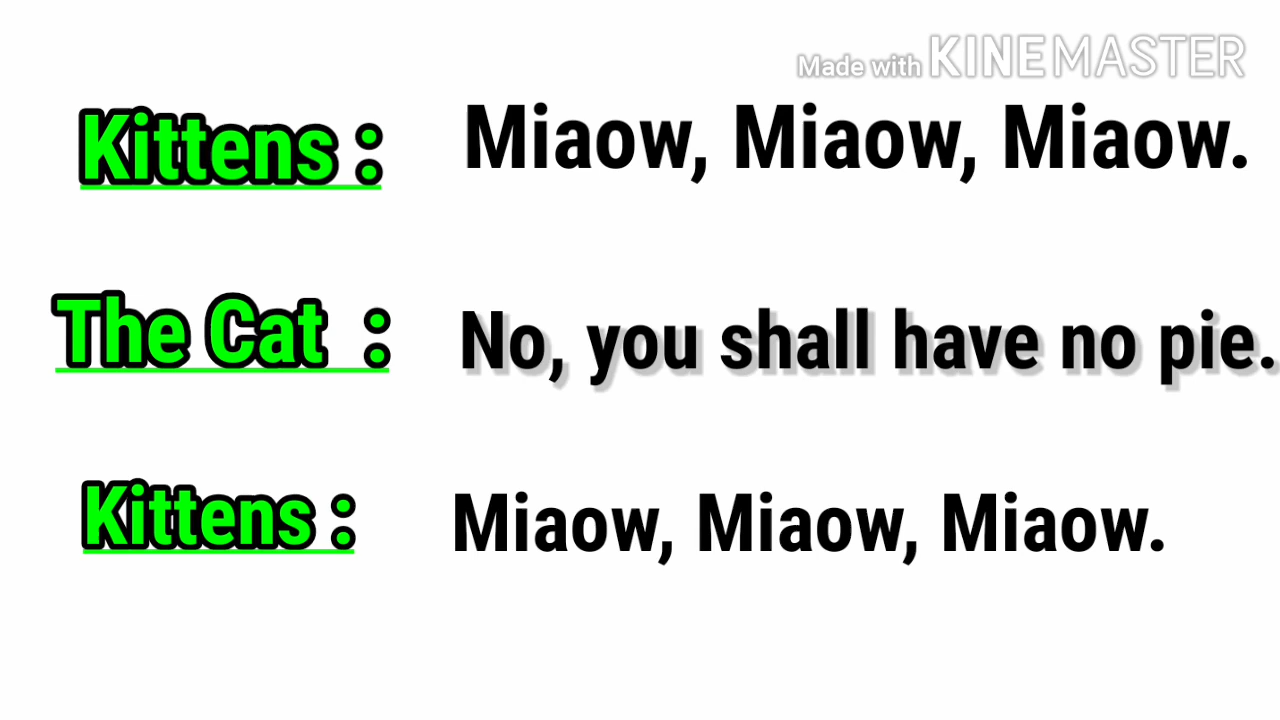 Made with KINEMASTER
Kittens : Miaow, Miaow, Miaow.
The Cat : No, you shall have no pie.
Kittens : Miaow, Miaow, Miaow.